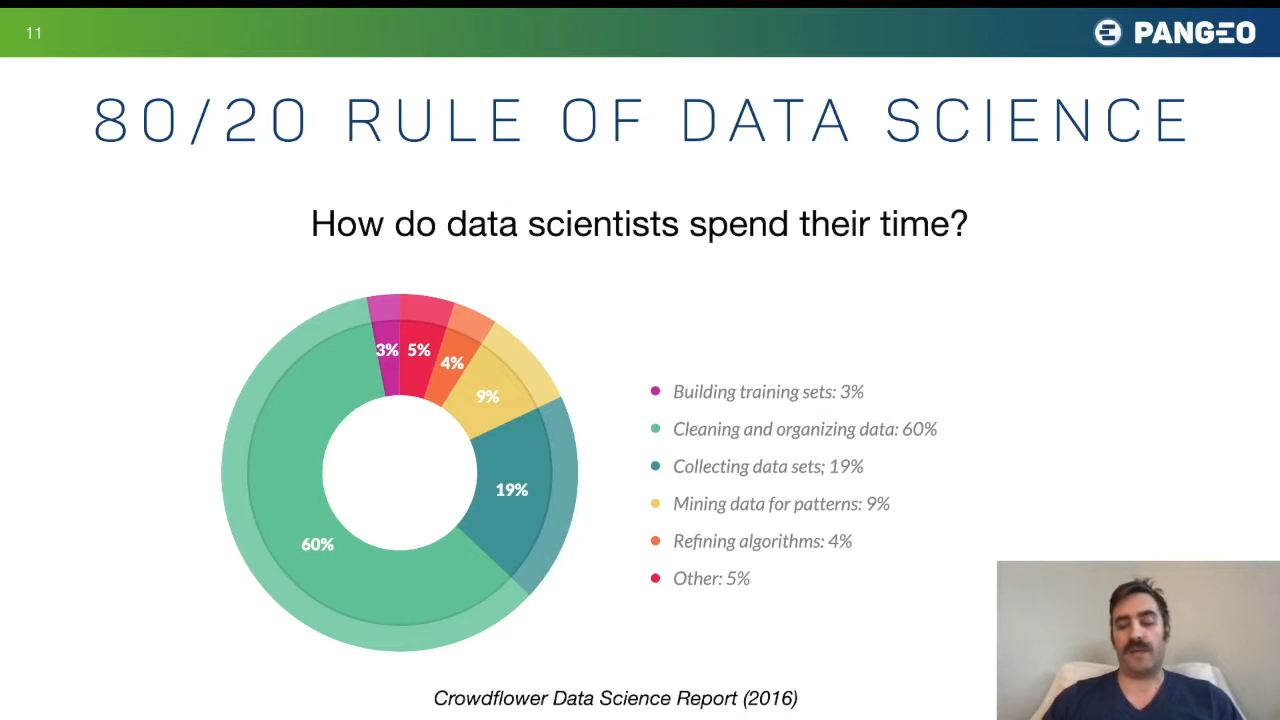 11
PANGEO
80/20 RULE OF DATA SCIENCE
How do data scientists spend their time?
3%
5%
4%
9%
19%
60%
Building training sets: 3%
Cleaning and organizing data: 60%
Collecting data sets; 19%
Mining data for patterns: 9%
Refining algorithms: 4%
Other: 5%
Crowdflower Data Science Report (2016)